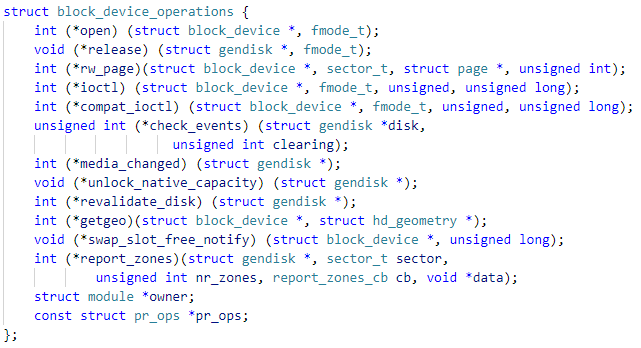 struct block_device_operations {
    int (*open) (struct block_device *, fmode_t);
    void (*release) (struct gendisk *, fmode_t);
    int (*rw_page)(struct block_device *, sector_t, struct page *, unsigned int);
    int (*ioctl) (struct block_device *, fmode_t, unsigned, unsigned long);
    int (*compat_ioctl) (struct block_device *, fmode_t, unsigned, unsigned long);
    unsigned int (*check_events) (struct gendisk *disk,
                      unsigned int clearing);
    int (*media_changed) (struct gendisk *);
    void (*unlock_native_capacity) (struct gendisk *);
    int (*revalidate_disk) (struct gendisk *);
    int (*getgeo)(struct block_device *, struct hd_geometry *);
    void (*swap_slot_free_notify) (struct block_device *, unsigned long);
    int (*report_zones)(struct gendisk *, sector_t sector,
            unsigned int nr_zones, report_zones_cb cb, void *data);
    struct module *owner;
    const struct pr_ops *pr_ops;
};